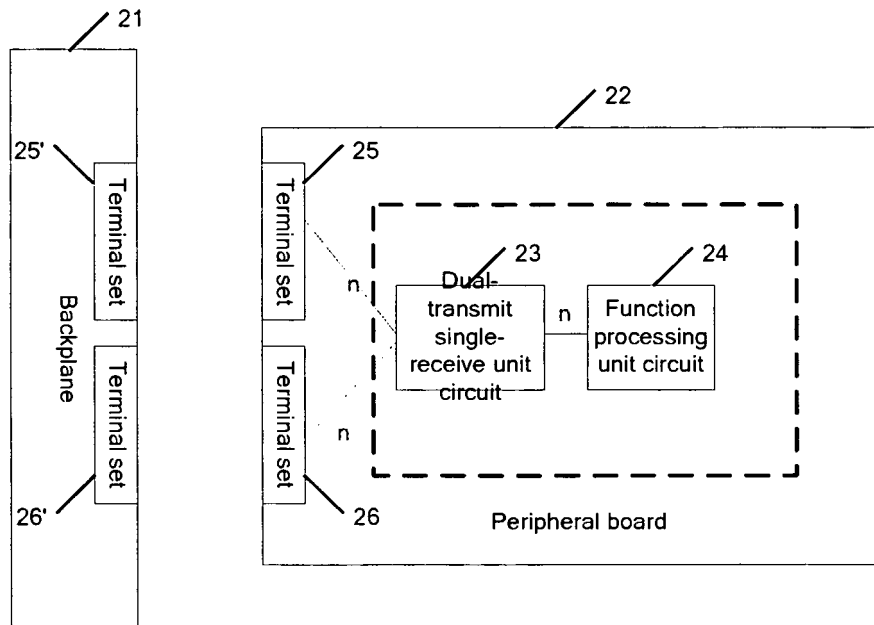 21
22
25'
25
Terminal set
Terminal set
23
24
n
Dual-
transmit
single-
receive unit
circuit
n
Function
processing
unit circuit
Backplane
Terminal set
Terminal set
n
26'
26
Peripheral board